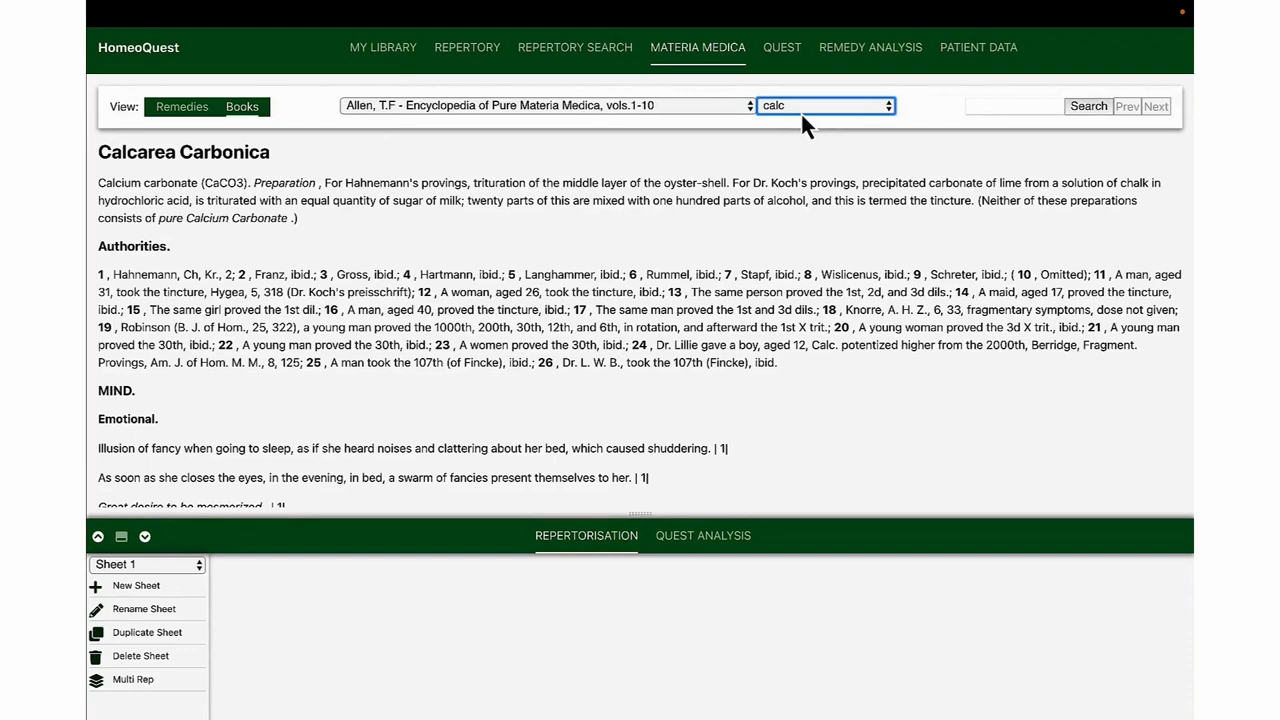 HomeoQuest
MY LIBRARY REPERTORY REPERTORY SEARCH MATERIA MEDICA QUEST REMEDY ANALYSIS PATIENT DATA
View: Remedies Books Allen, T.F - Encyclopedia of Pure Materia Medica, vols.1-10 calc Search Prev Next
Calcarea Carbonica
Calcium carbonate (CaCO3). Preparation , For Hahnemann's provings, trituration of the middle layer of the oyster-shell. For Dr. Koch's provings, precipitated carbonate of lime from a solution of chalk in
hydrochloric acid, is triturated with an equal quantity of sugar of milk; twenty parts of this are mixed with one hundred parts of alcohol, and this is termed the tincture. (Neither of these preparations
consists of pure Calcium Carbonate .)
Authorities.
1 , Hahnemann, Ch, Kr., 2; 2 , Franz, ibid.; 3 , Gross, ibid.; 4 , Hartmann, ibid.; 5 , Langhammer, ibid.; 6 , Rummel, ibid.; 7 , Stapf, ibid.; 8 , Wislicenus, ibid.; 9 , Schreter, ibid.; ( 10 , Omitted); 11 , A man, aged
31, took the tincture, Hygea, 5, 318 (Dr. Koch's preisschrift); 12 , A woman, aged 26, took the tincture, ibid.; 13 , The same person proved the 1st, 2d, and 3d dils.; 14 , A maid, aged 17, proved the tincture,
ibid.; 15 , The same girl proved the 1st dil.; 16 , A man, aged 40, proved the tincture, ibid.; 17 , The same man proved the 1st and 3d dils.; 18 , Knorre, A. H. Z., 6, 33, fragmentary symptoms, dose not given;
19 , Robinson (B. J. of Hom., 25, 322), a young man proved the 1000th, 200th, 30th, 12th, and 6th, in rotation, and afterward the 1st X trit.; 20 , A young woman proved the 3d X trit., ibid.; 21 , A young man
proved the 30th, ibid.; 22 , A young man proved the 30th, ibid.; 23 , A women proved the 30th, ibid.; 24 , Dr. Lillie gave a boy, aged 12, Calc. potentized higher from the 2000th, Berridge, Fragment.
Provings, Am. J. of Hom. M. M., 8, 125; 25 , A man took the 107th (of Fincke), ibid.; 26 , Dr. L. W. B., took the 107th (Fincke), ibid.
MIND.
Emotional.
Illusion of fancy when going to sleep, as if she heard noises and clattering about her bed, which caused shuddering. | 1|
As soon as she closes the eyes, in the evening, in bed, a swarm of fancies present themselves to her. | 1|
Great desire to be mesmerized. | 1|
REPERTORISATION QUEST ANALYSIS
Sheet 1
New Sheet
Rename Sheet
Duplicate Sheet
Delete Sheet
Multi Rep